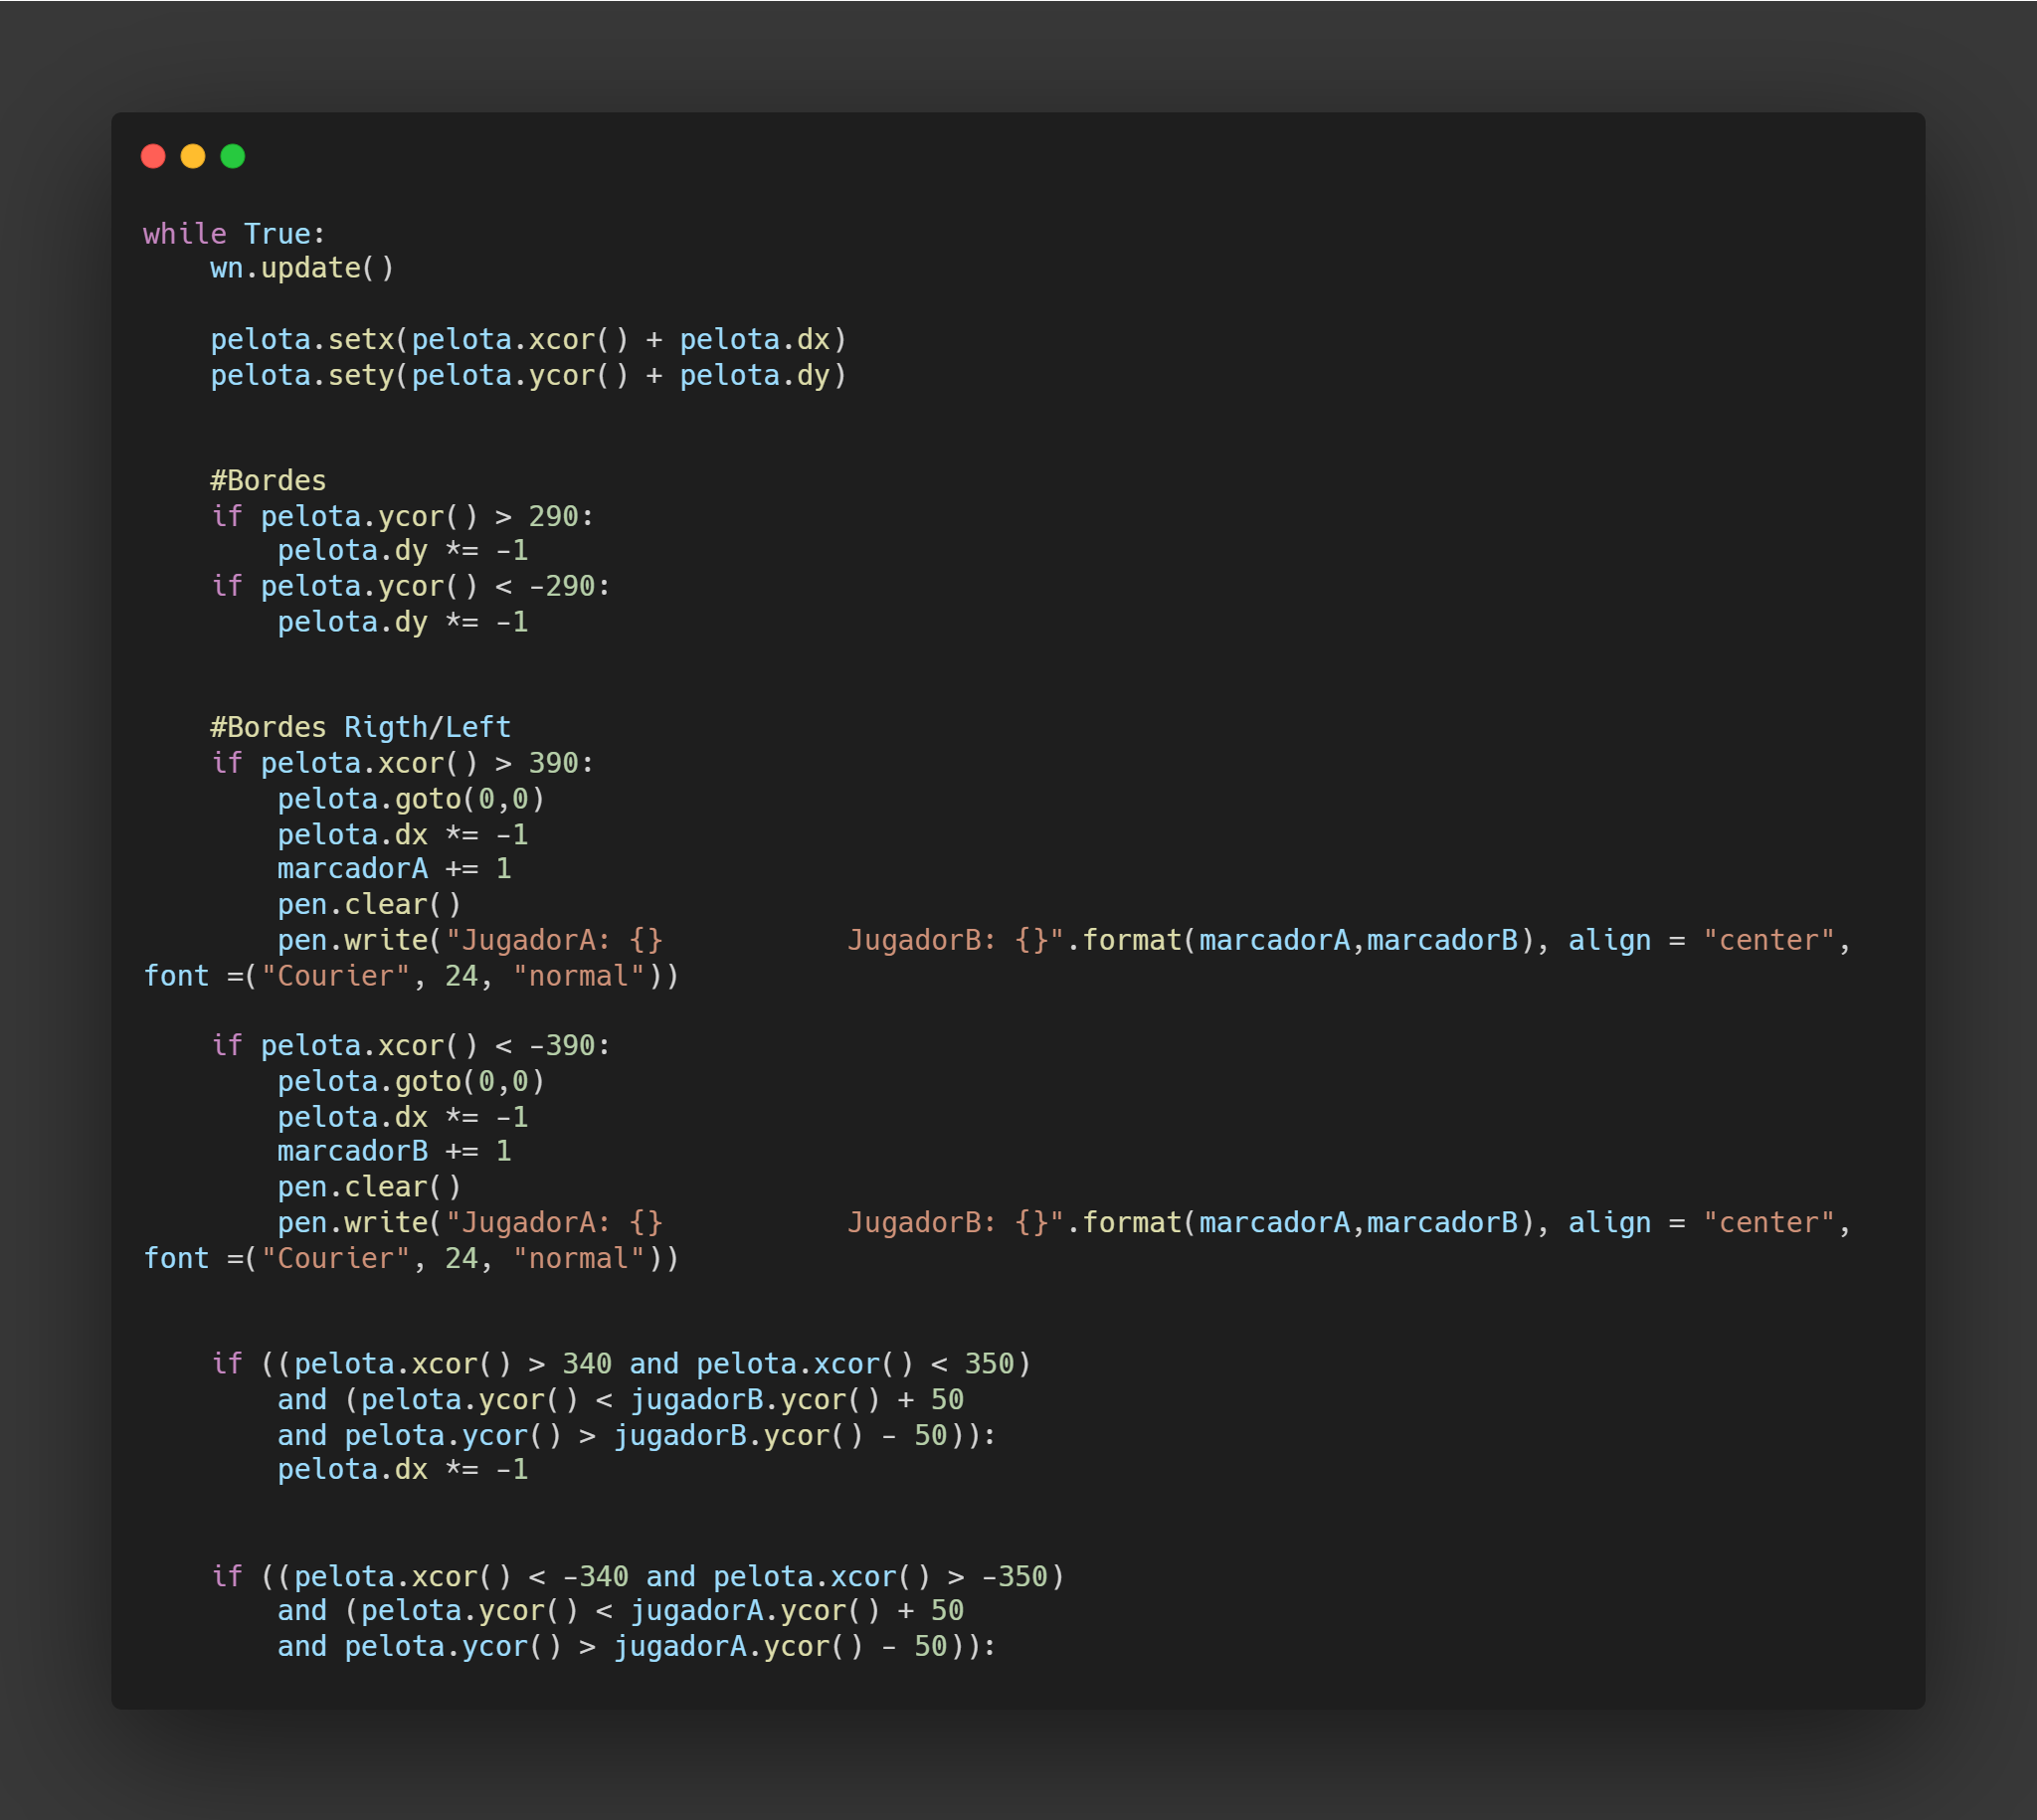 while True:
    wn.update()

    pelota.setx(pelota.xcor() + pelota.dx)
    pelota.sety(pelota.ycor() + pelota.dy)


    #Bordes
    if pelota.ycor() > 290:
        pelota.dy *= -1
    if pelota.ycor() < -290:
        pelota.dy *= -1


    #Bordes Rigth/Left
    if pelota.xcor() > 390:
        pelota.goto(0,0)
        pelota.dx *= -1
        marcadorA += 1
        pen.clear()
        pen.write("JugadorA: {}           JugadorB: {}".format(marcadorA,marcadorB), align = "center",
font =("Courier", 24, "normal"))

    if pelota.xcor() < -390:
        pelota.goto(0,0)
        pelota.dx *= -1
        marcadorB += 1
        pen.clear()
        pen.write("JugadorA: {}           JugadorB: {}".format(marcadorA,marcadorB), align = "center",
font =("Courier", 24, "normal"))


    if ((pelota.xcor() > 340 and pelota.xcor() < 350)
        and (pelota.ycor() < jugadorB.ycor() + 50
        and pelota.ycor() > jugadorB.ycor() - 50)):
        pelota.dx *= -1


    if ((pelota.xcor() < -340 and pelota.xcor() > -350)
        and (pelota.ycor() < jugadorA.ycor() + 50
        and pelota.ycor() > jugadorA.ycor() - 50)):